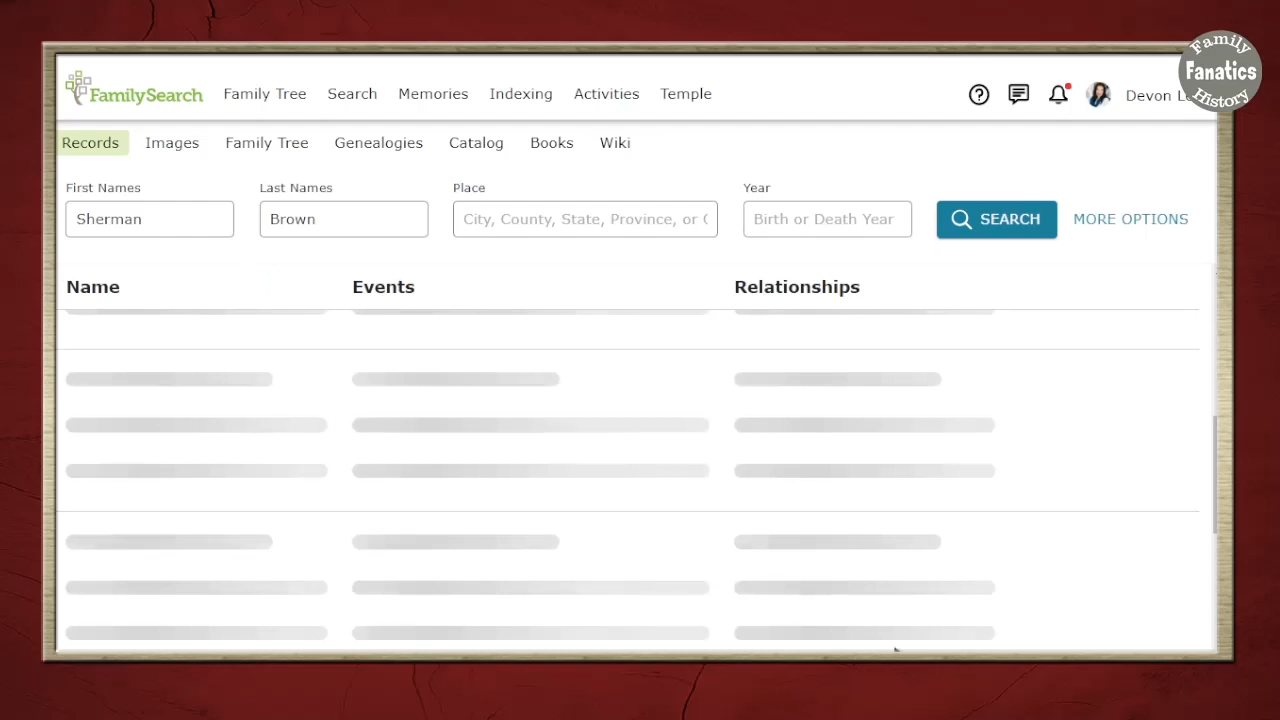 Family
Fanatics
History
FamilySearch Family Tree Search Memories Indexing Activities Temple Devon
Records Images Family Tree Genealogies Catalog Books Wiki
First Names Last Names Place Year
Sherman Brown City, County, State, Province, or Birth or Death Year SEARCH MORE OPTIONS
Name Events Relationships